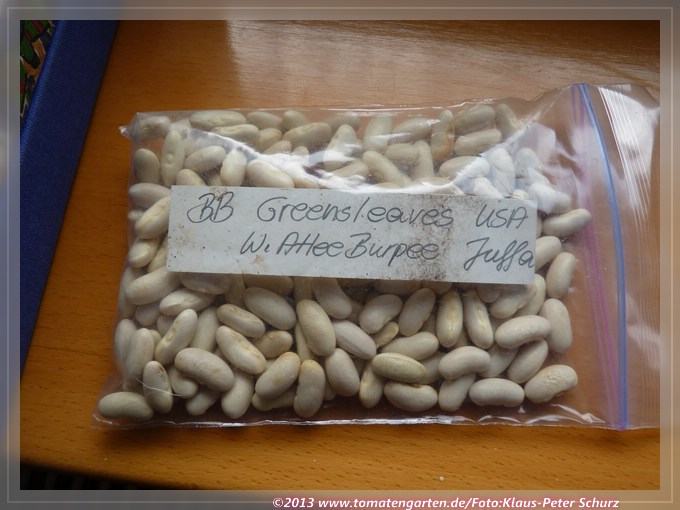 BB Greensleaves USA
W. Atlee Burpee Juffa
©2013 www.tomatengarten.de/Foto:Klaus-Peter Schurz